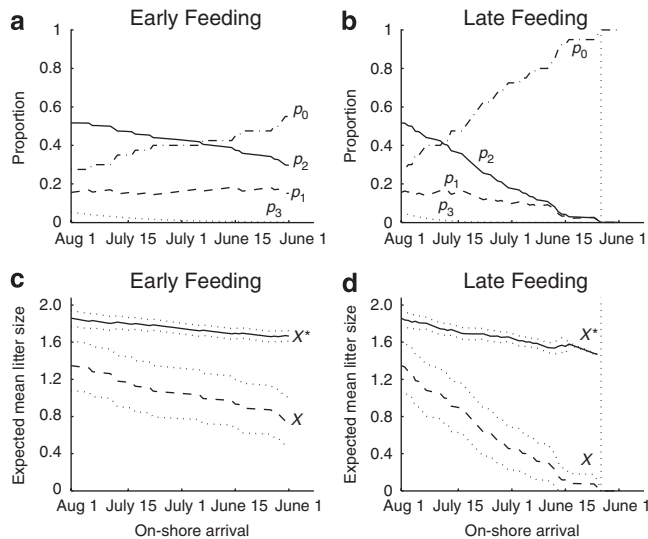 a Early Feeding
Proportion
1
0.8
0.6
0.4
0.2
0
p0
p2
p1
p3
Aug 1 July 15 July 1 June 15 June 1
b Late Feeding
Proportion
1
0.8
0.6
0.4
0.2
0
p0
p2
p1
p3
Aug 1 July 15 July 1 June 15 June 1
c Early Feeding
Expected mean litter size
2.0
1.6
1.2
0.8
0.4
0
X*
X
Aug 1 July 15 July 1 June 15 June 1
On-shore arrival
d Late Feeding
Expected mean litter size
2.0
1.6
1.2
0.8
0.4
0
X*
X
Aug 1 July 15 July 1 June 15 June 1
On-shore arrival